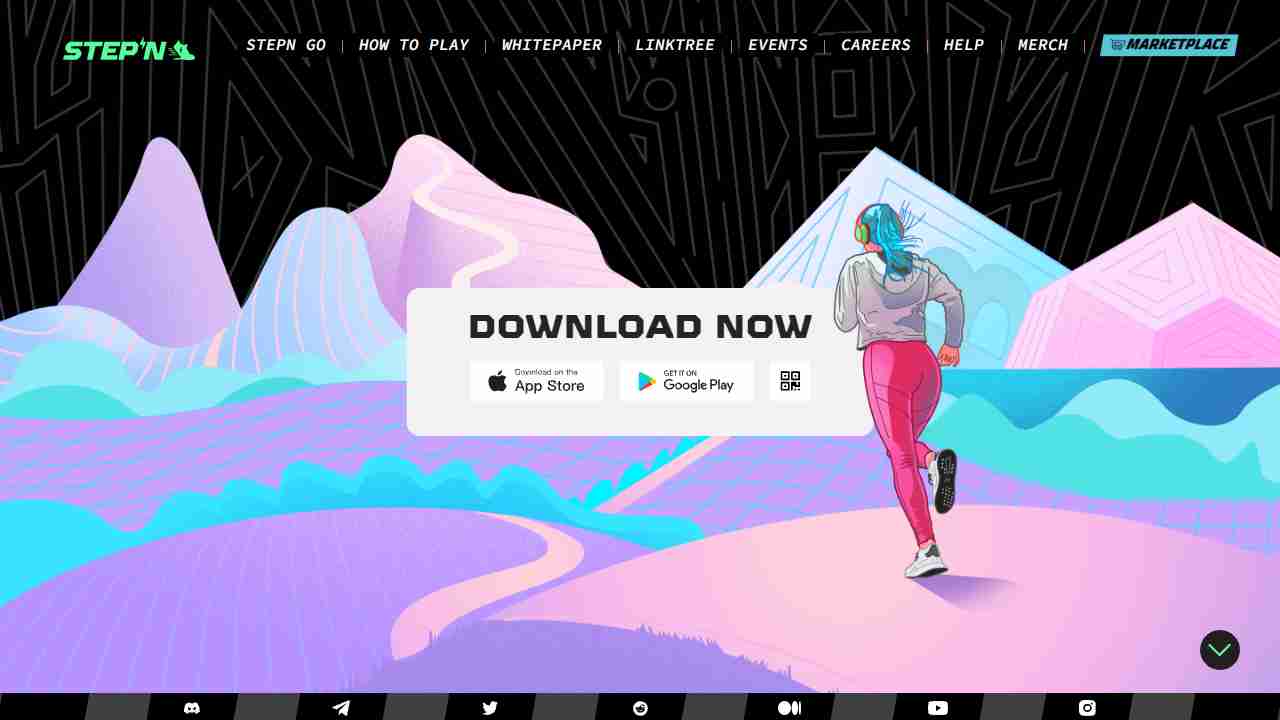 STEP'N
STEPN GO
HOW TO PLAY
WHITEPAPER
LINKTREE
EVENTS
CAREERS
HELP
MERCH
MARKETPLACE
DOWNLOAD NOW
Download on the
App Store
GET IT ON
Google Play